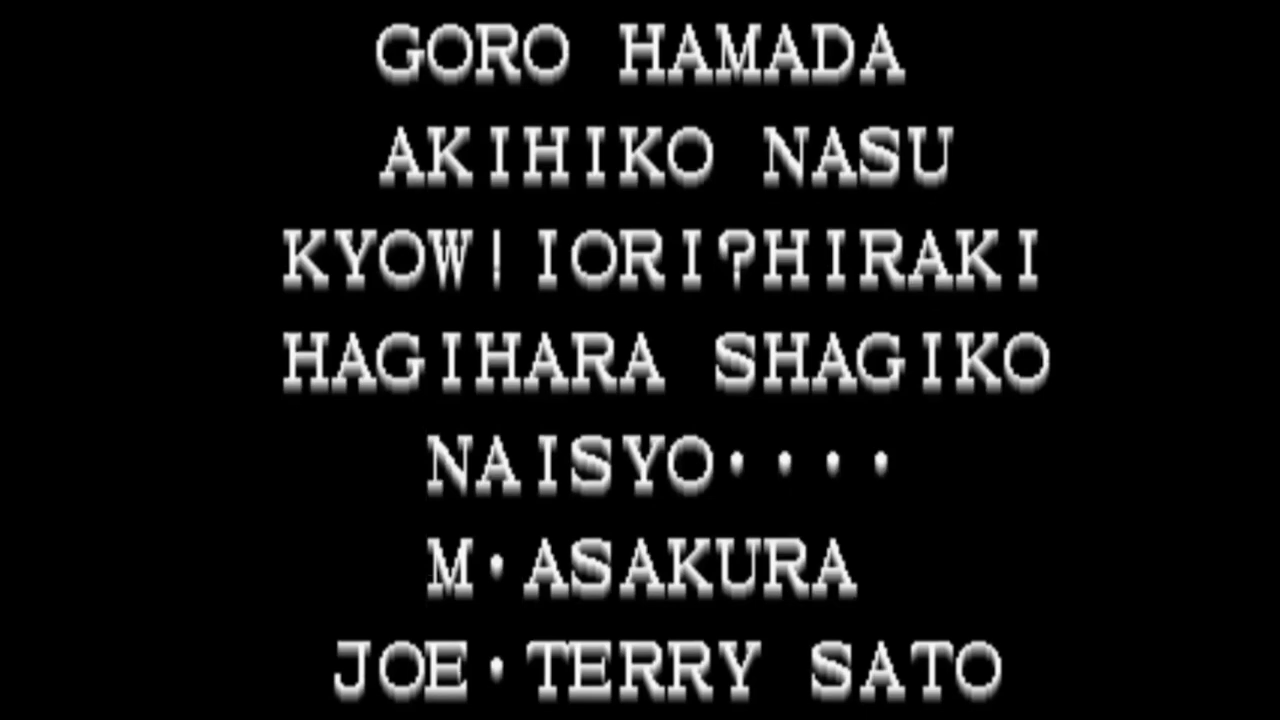 GORO HAMADA
AKIHIKO NASU
KYOW!IORI?HIRAKI
HAGIHARA SHAGIKO
NAISYO････
M･ASAKURA
JOE･TERRY SATO